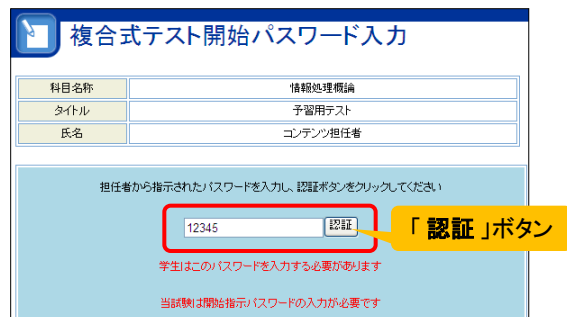 複合式テスト開始パスワード入力
科目名称 情報処理概論
タイトル 予習用テスト
氏名 コンテンツ担任者
担任者から指示されたパスワードを入力し、認証ボタンをクリックしてください
12345 認証
「 認証 」ボタン
学生はこのパスワードを入力する必要があります
当試験は開始指示パスワードの入力が必要です